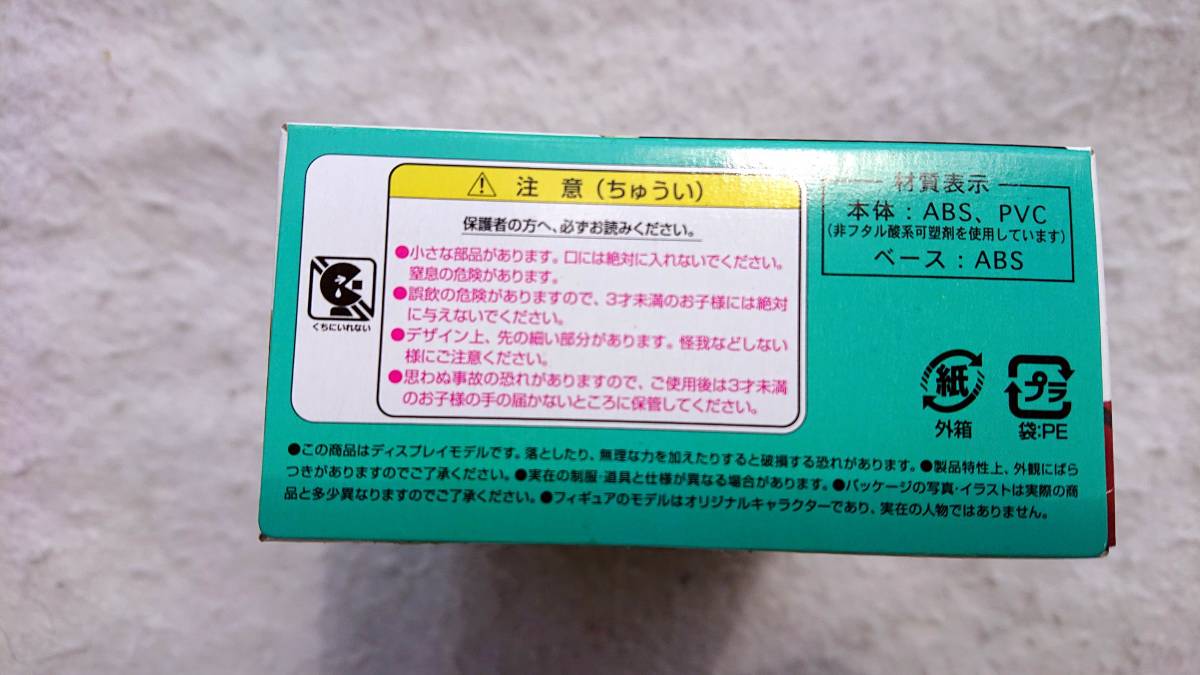 ⚠ 注 意(ちゅうい)
保護者の方へ、必ずお読みください。
●小さな部品があります。口には絶対に入れないでください。
窒息の危険があります。
●誤飲の危険がありますので、3才未満のお子様には絶対
に与えないでください。
●デザイン上、先の細い部分があります。怪我などしない
様にご注意ください。
●思わぬ事故の恐れがありますので、ご使用後は3才未満
のお子様の手の届かないところに保管してください。
くちにいれない
材質表示
本体:ABS、PVC
(非フタル酸系可塑剤を使用しています)
ベース:ABS
紙
外箱
プラ
袋:PE
●この商品はディスプレイモデルです。落としたり、無理な力を加えたりすると破損する恐れがあります。●製品特性上、外観にばら
つきがありますのでご了承ください。●実在の制服・道具と仕様が異なる場合があります。●パッケージの写真・イラストは実際の商
品と多少異なりますのでご了承ください。●フィギュアのモデルはオリジナルキャラクターであり、実在の人物ではありません。